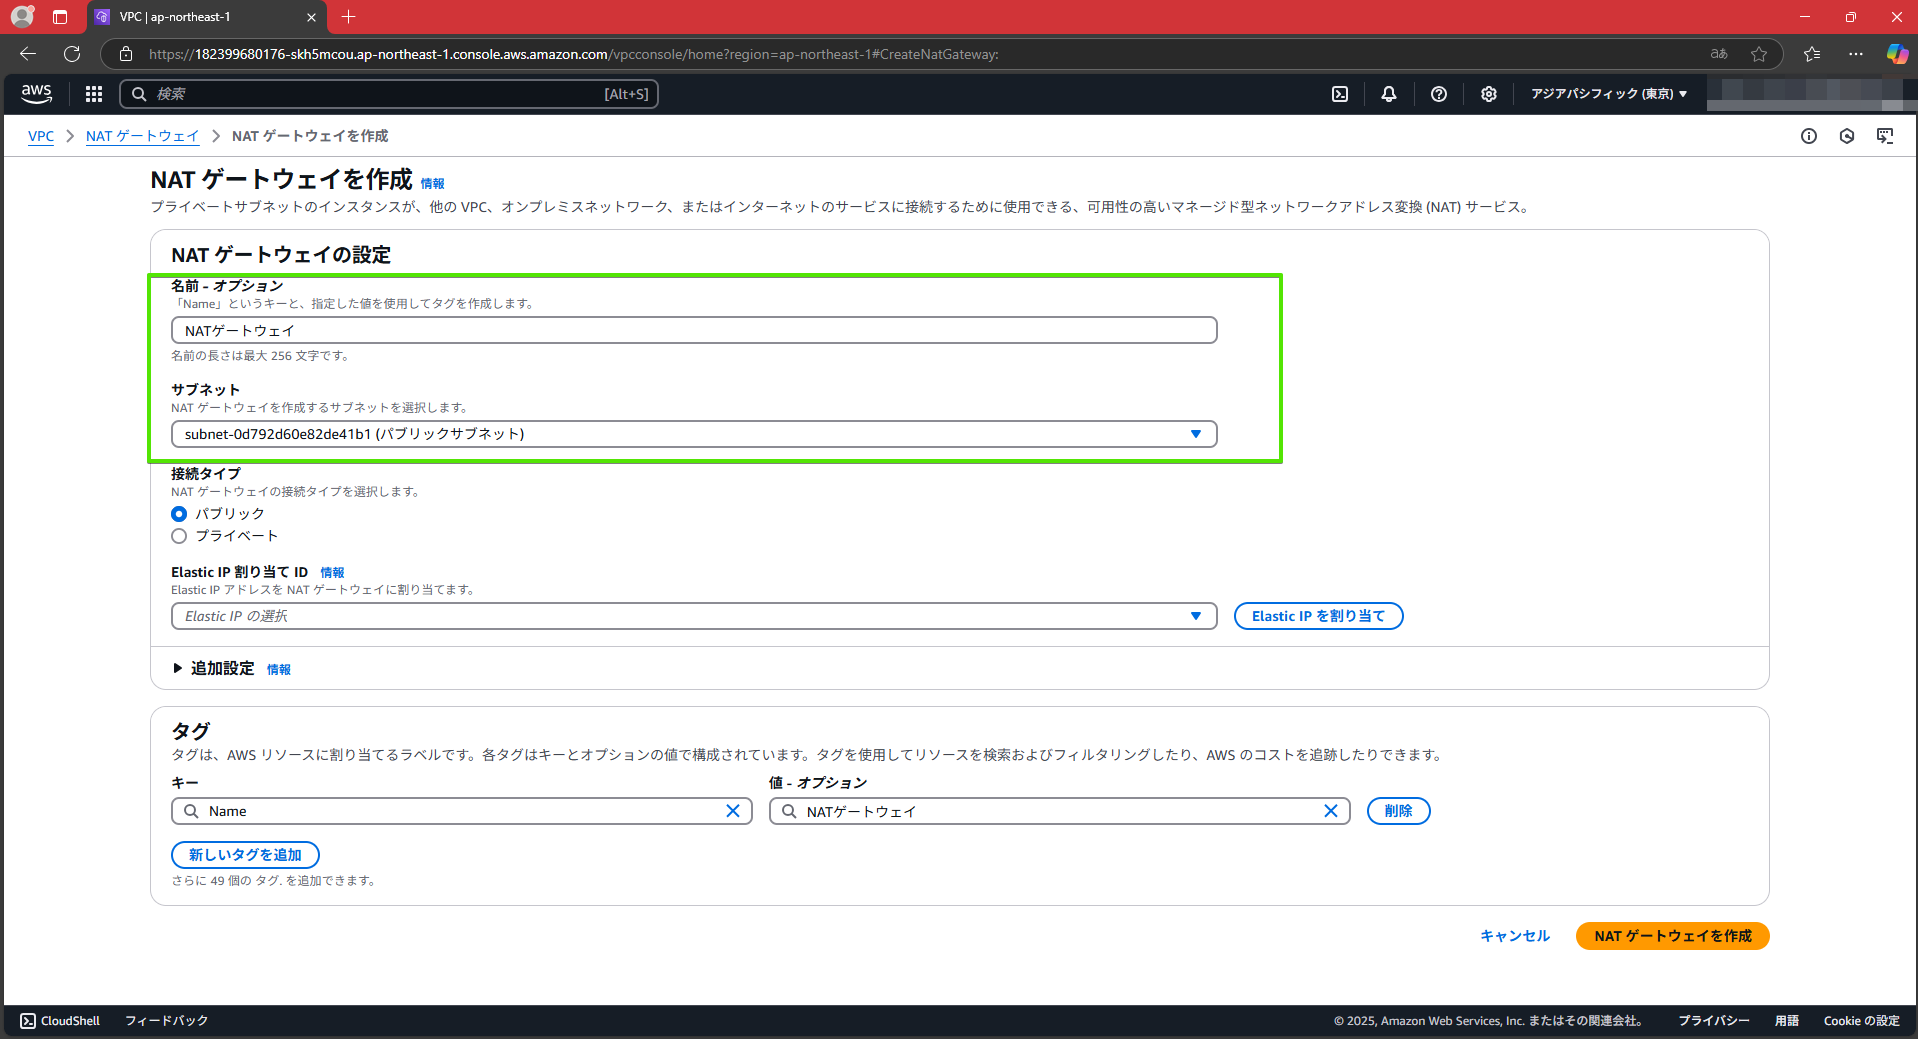 VPC | ap-northeast-1
https://182399680176-skh5mcou.ap-northeast-1.console.aws.amazon.com/vpcconsole/home?region=ap-northeast-1#CreateNatGateway:
aあ
aws
検索
[Alt+S]
アジアパシフィック (東京)
VPC
NAT ゲートウェイ
NAT ゲートウェイを作成
NAT ゲートウェイを作成 情報
プライベートサブネットのインスタンスが、他の VPC、オンプレミスネットワーク、またはインターネットのサービスに接続するために使用できる、可用性の高いマネージド型ネットワークアドレス変換 (NAT) サービス。
NAT ゲートウェイの設定
名前 - オプション
「Name」というキーと、指定した値を使用してタグを作成します。
NATゲートウェイ
名前の長さは最大 256 文字です。
サブネット
NAT ゲートウェイを作成するサブネットを選択します。
subnet-0d792d60e82de41b1 (パブリックサブネット)
接続タイプ
NAT ゲートウェイの接続タイプを選択します。
パブリック
プライベート
Elastic IP 割り当て ID 情報
Elastic IP アドレスを NAT ゲートウェイに割り当てます。
Elastic IP の選択
Elastic IP を割り当て
追加設定 情報
タグ
タグは、AWS リソースに割り当てるラベルです。各タグはキーとオプションの値で構成されています。タグを使用してリソースを検索およびフィルタリングしたり、AWS のコストを追跡したりできます。
キー
値 - オプション
Name
NATゲートウェイ
削除
新しいタグを追加
さらに 49 個の タグ. を追加できます。
キャンセル
NAT ゲートウェイを作成
CloudShell
フィードバック
© 2025, Amazon Web Services, Inc. またはその関連会社。
プライバシー
用語
Cookie の設定